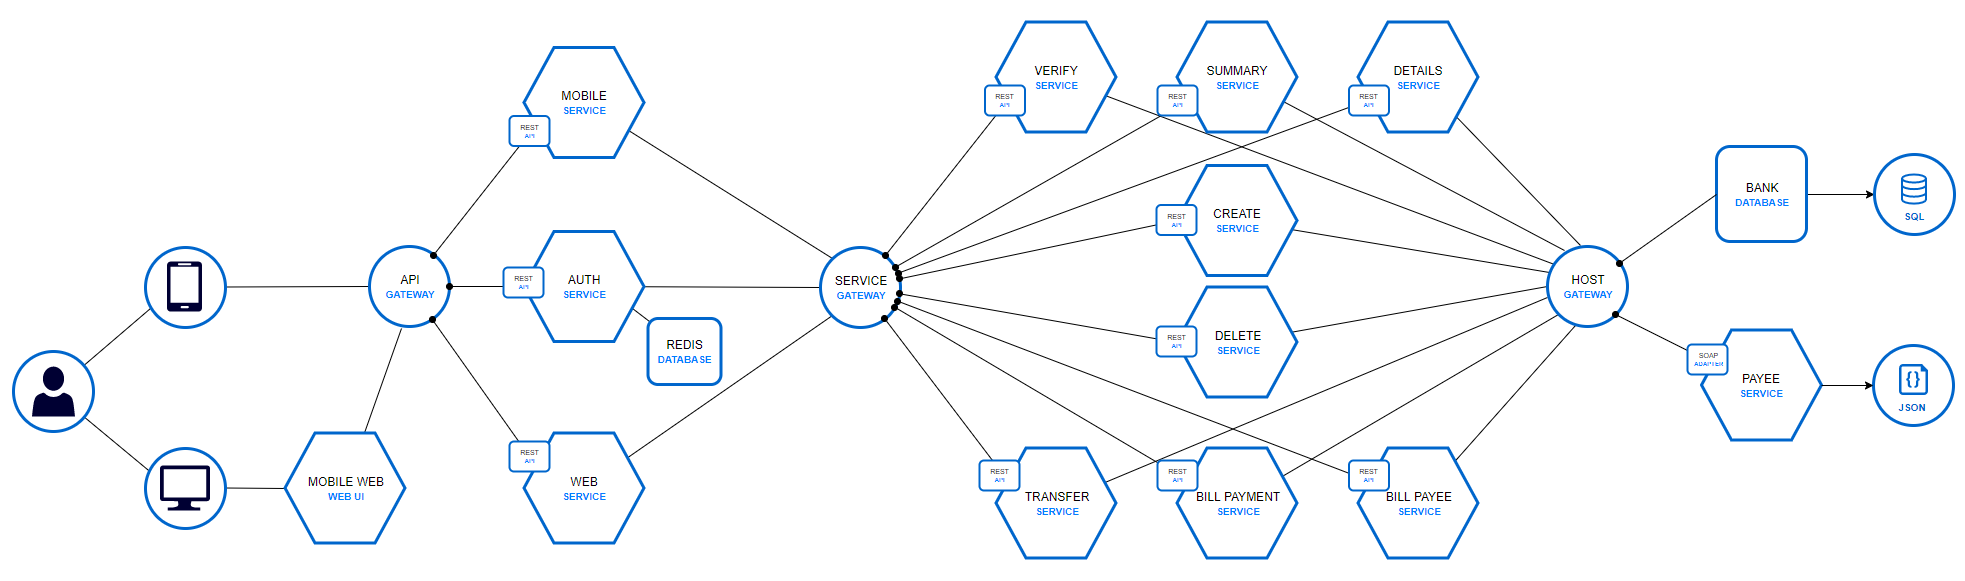 VERIFY
SERVICE
REST
API
SUMMARY
SERVICE
REST
API
DETAILS
SERVICE
REST
API
MOBILE
SERVICE
REST
API
CREATE
SERVICE
REST
API
BANK
DATABASE
SQL
API
GATEWAY
REST
API
AUTH
SERVICE
REDIS
DATABASE
SERVICE
GATEWAY
HOST
GATEWAY
REST
API
DELETE
SERVICE
SOAP
ADAPTER
PAYEE
SERVICE
JSON
MOBILE WEB
WEB UI
REST
API
WEB
SERVICE
REST
API
TRANSFER
SERVICE
REST
API
BILL PAYMENT
SERVICE
REST
API
BILL PAYEE
SERVICE